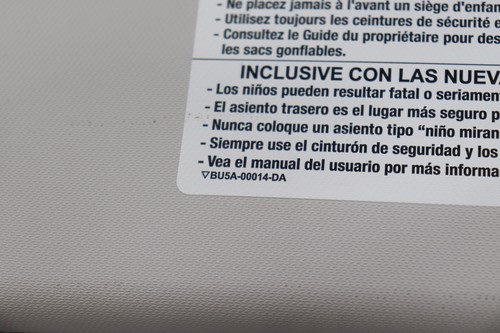 - Ne placez jamais à l'avant un siège d'enfan
- Utilisez toujours les ceintures de sécurité e
- Consultez le Guide du propriétaire pour des
les sacs gonflables.
INCLUSIVE CON LAS NUEVA
- Los niños pueden resultar fatal o seriamen
- El asiento trasero es el lugar más seguro p
- Nunca coloque un asiento tipo “niño miran
- Siempre use el cinturón de seguridad y los
- Vea el manual del usuario por más informa
▽BU5A-00014-DA